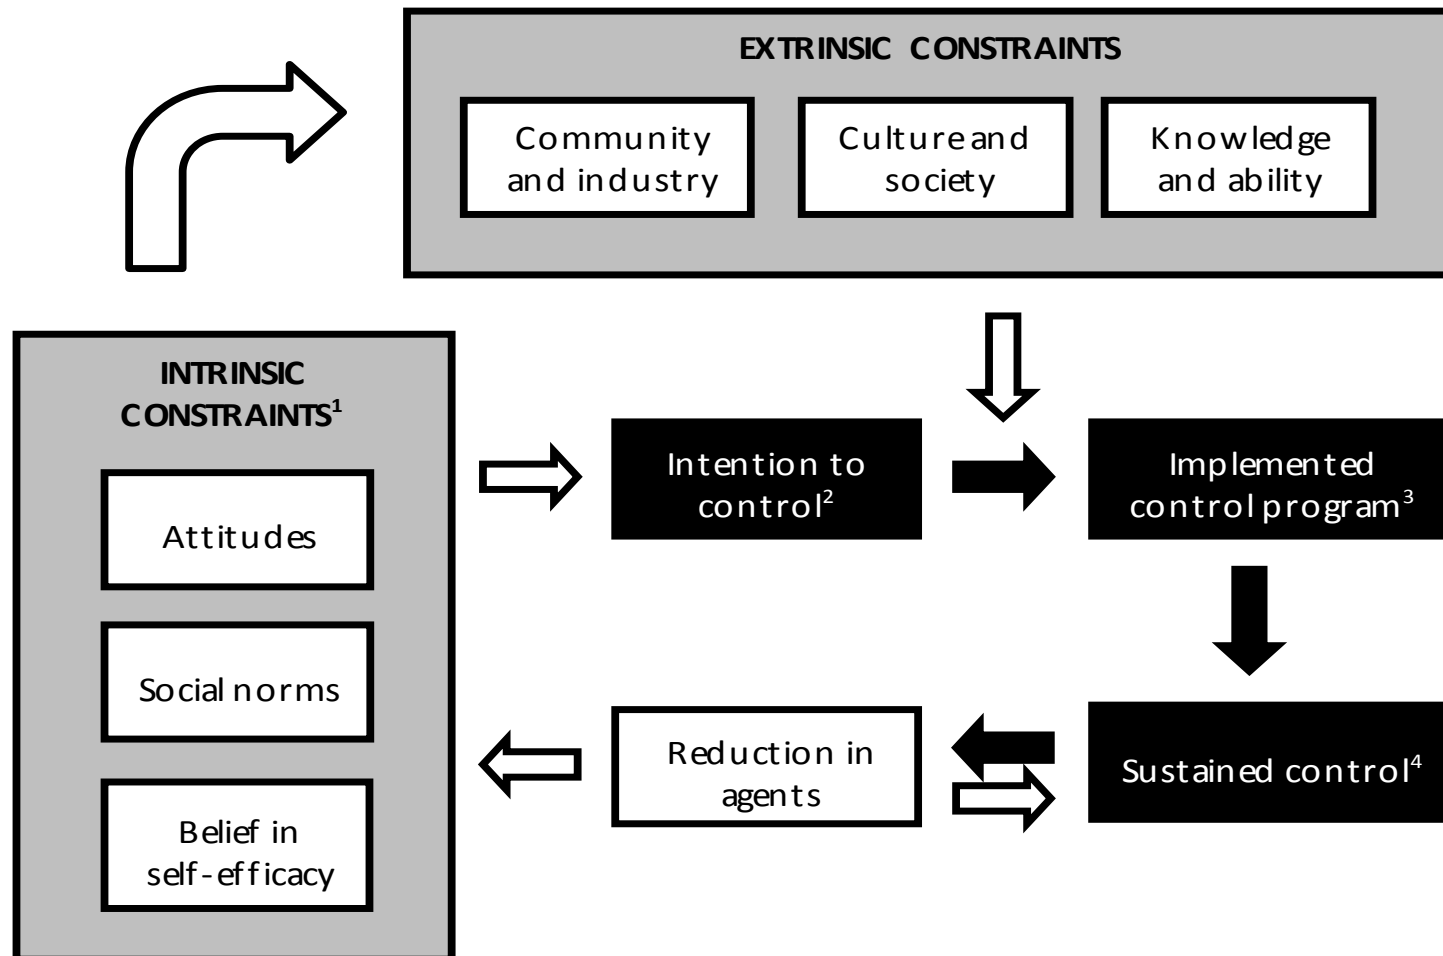 EXTRINSIC CONSTRAINTS
Community
and industry
Culture and
society
Knowledge
and ability
INTRINSIC
CONSTRAINTS¹
Attitudes
Social norms
Belief in
self-efficacy
Intention to
control²
Implemented
control program³
Reduction in
agents
Sustained control⁴